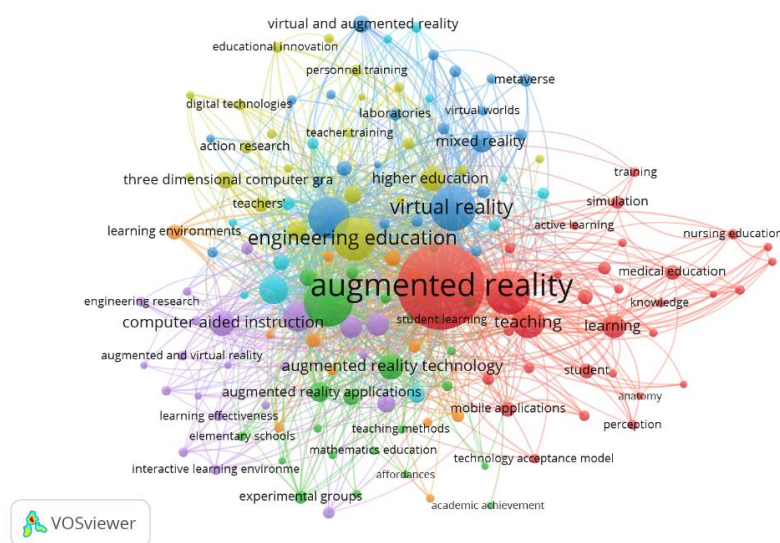 virtual and augmented reality
educational innovation
personnel training
metaverse
digital technologies
laboratories
virtual worlds
teacher training
action research
mixed reality
three dimensional computer gra
higher education
training
teachers'
virtual reality
simulation
learning environments
engineering education
active learning
nursing education
medical education
augmented reality
engineering research
knowledge
computer aided instruction
student learning
teaching
learning
augmented and virtual reality
augmented reality technology
student
augmented reality applications
anatomy
learning effectiveness
mobile applications
teaching methods
perception
elementary schools
mathematics education
technology acceptance model
interactive learning environme
affordances
experimental groups
academic achievement
VOSviewer